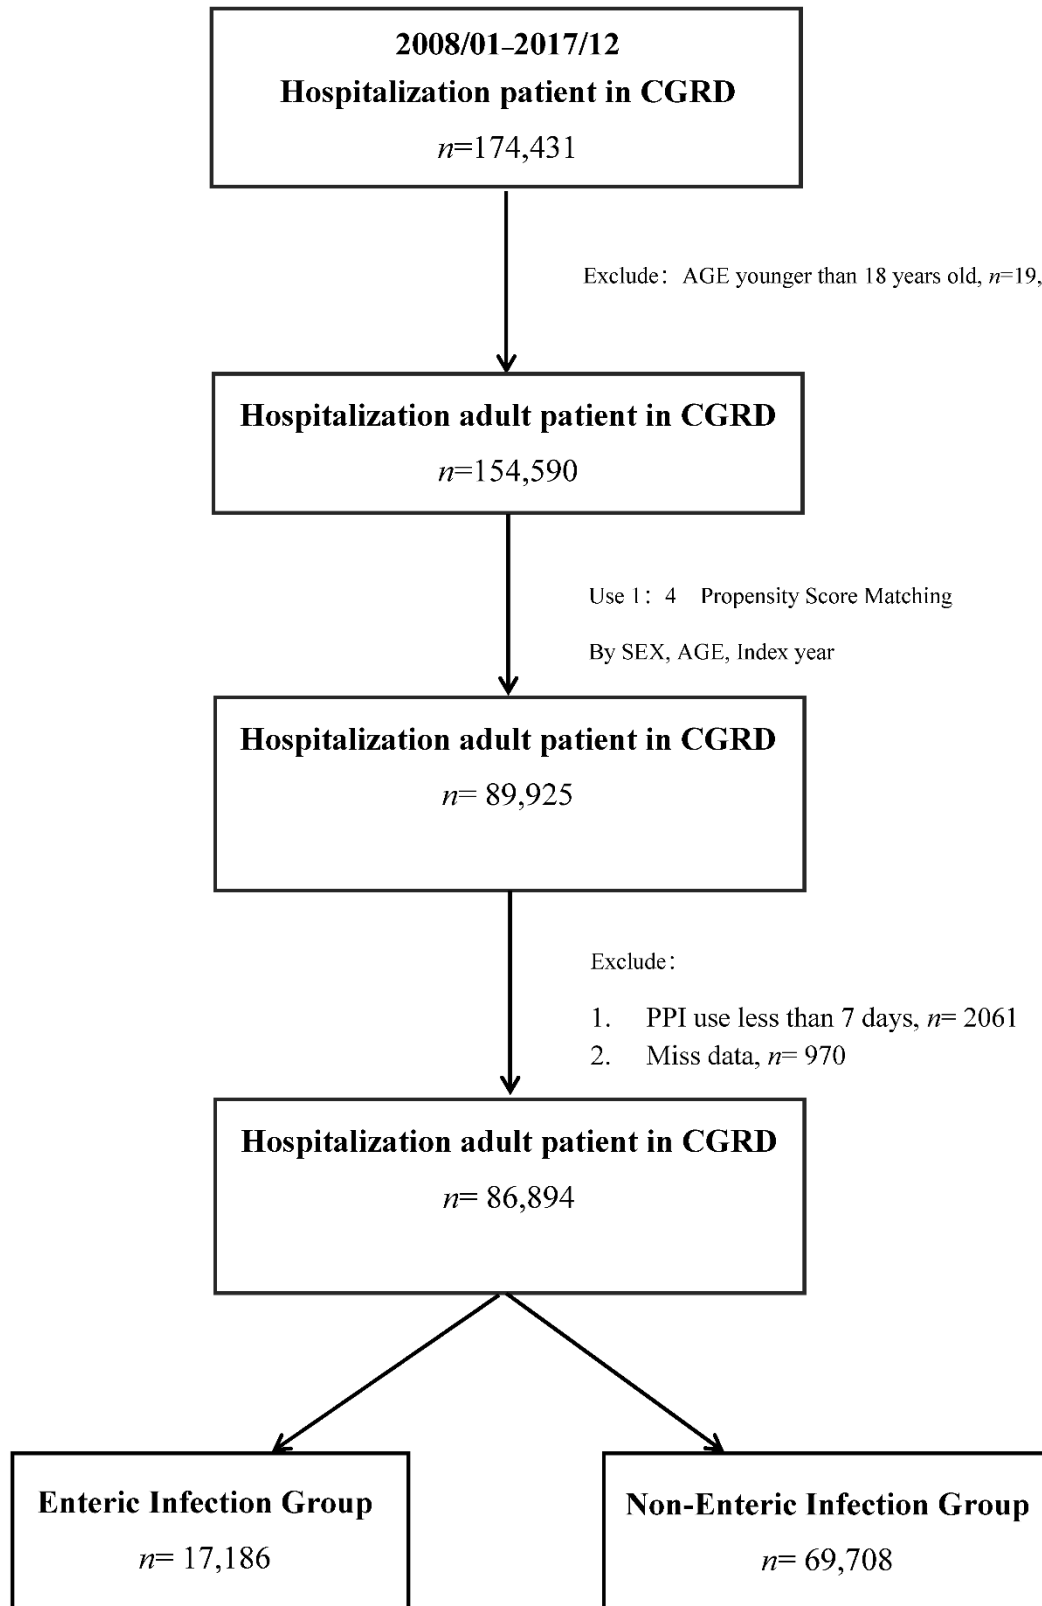 2008/01–2017/12
Hospitalization patient in CGRD
n=174,431
Exclude： AGE younger than 18 years old, n=19,
Hospitalization adult patient in CGRD
n=154,590
Use 1：4 Propensity Score Matching
By SEX, AGE, Index year
Hospitalization adult patient in CGRD
n= 89,925
Exclude：
1. PPI use less than 7 days, n= 2061
2. Miss data, n= 970
Hospitalization adult patient in CGRD
n= 86,894
Enteric Infection Group
n= 17,186
Non-Enteric Infection Group
n= 69,708